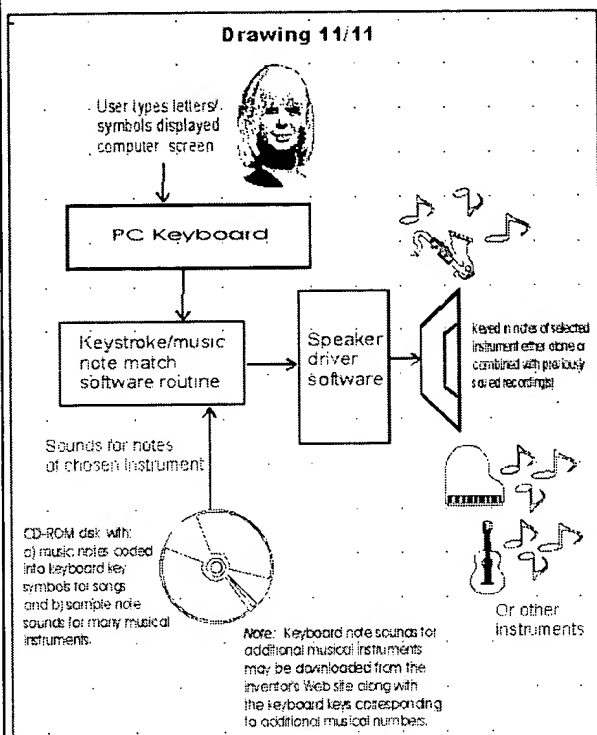 Drawing 11/11
User types letters/
symbols displayed
computer screen
PC Keyboard
Keystroke/music
note match
software routine
Speaker
driver
software
Keyed in notes of selected
instrument either alone or
combined with previously
saved recordings
Sounds for notes
of chosen instrument
CD-ROM disk with:
a) music notes coded
into keyboard key
symbols for songs
and b) sample note
sounds for many musical
instruments.
Or other
instruments
Note: Keyboard note sounds for
additional musical instruments
may be downloaded from the
inventor's Web site along with
the keyboard keys corresponding
to additional musical numbers.